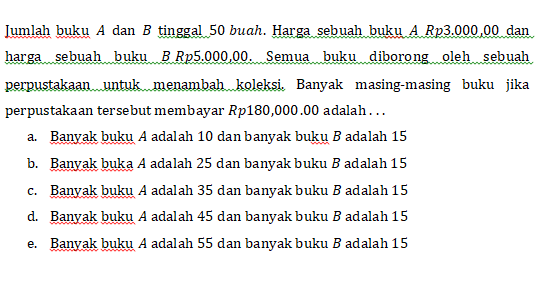 Jumlah buku A dan B tinggal 50 buah. Harga sebuah buku A Rp3.000,00 dan
harga sebuah buku B Rp5.000,00. Semua buku diborong oleh sebuah
perpustakaan untuk menambah koleksi. Banyak masing-masing buku jika
perpustakaan tersebut membayar Rp180,000.00 adalah ...
a. Banyak buku A adalah 10 dan banyak buku B adalah 15
b. Banyak buka A adalah 25 dan banyak buku B adalah 15
c. Banyak buku A adalah 35 dan banyak buku B adalah 15
d. Banyak buku A adalah 45 dan banyak buku B adalah 15
e. Banyak buku A adalah 55 dan banyak buku B adalah 15